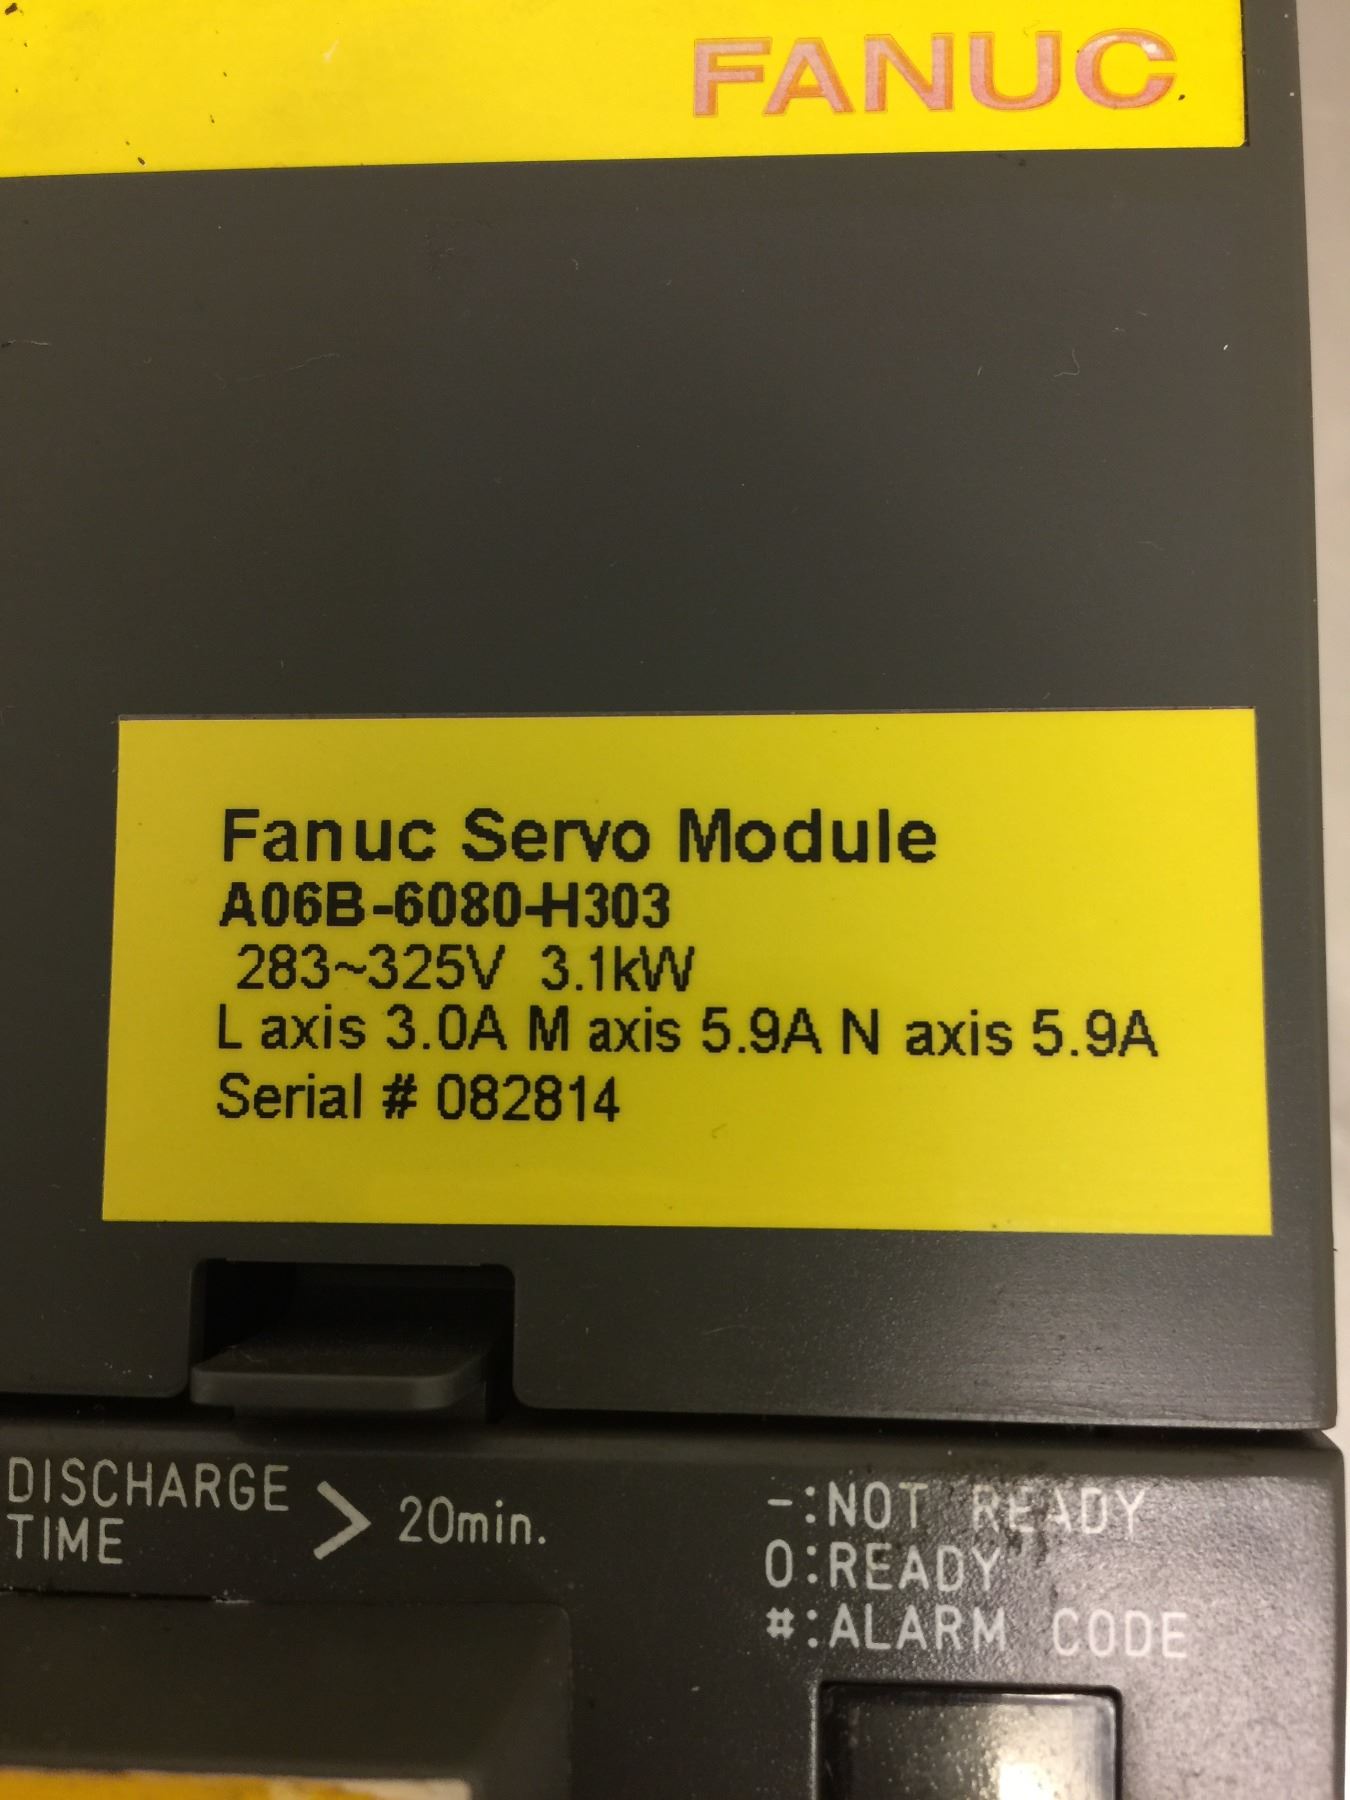 FANUC
Fanuc Servo Module
A06B-6080-H303
283~325V 3.1kW
L axis 3.0A M axis 5.9A N axis 5.9A
Serial # 082814
DISCHARGE
TIME > 20min.
-:NOT READY
0:READY
#:ALARM CODE